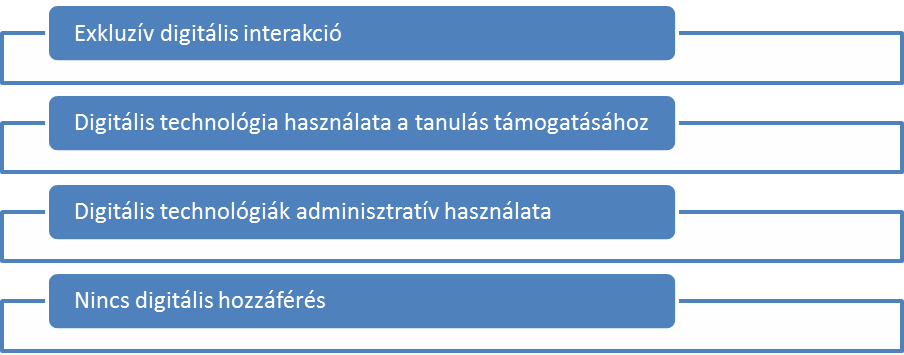 Exkluzív digitális interakció
Digitális technológia használata a tanulás támogatásához
Digitális technológiák adminisztratív használata
Nincs digitális hozzáférés